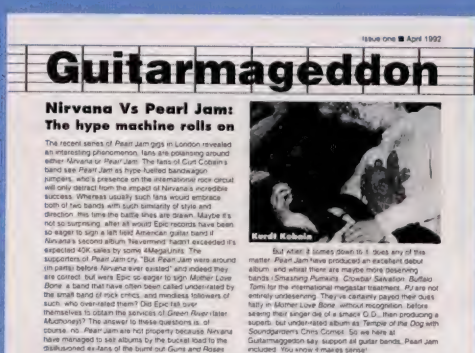 Issue one ■ April 1992
Guitarmageddon
Nirvana Vs Pearl Jam:
The hype machine rolls on
The recent series of Pearl Jam gigs in London revealed
an interesting phenomenon, fans are polarising around
either Nirvana or Pearl Jam. The fans of Curt Cobain's
band see Pearl Jam as hype-fuelled bandwagon
jumpers, who's presence on the international rock circuit
will only detract from the impact of Nirvana's incredible
success. Whereas usually such fans would embrace
both of two bands with such similarity of style and
direction, this time the battle lines are drawn. Maybe it's
not so surprising, after all would Epic records have been
so eager to sign a left field American guitar band if
Nirvana's second album 'Nevermind' hadn't exceeded it's
expected 40K sales by some 4MegaUnits. The
supporters of Pearl Jam cry, "But Pearl Jam were around
(in parts) before Nirvana ever existed" and indeed they
are correct, but were Epic so eager to sign Mother Love
Bone, a band that have often been called under-rated by
the small band of rock critics, and mindless followers of
such, who over-rated them? Did Epic fall over
themselves to obtain the services of Green River (later
Mudhoney)? The answer to these questions is, of
course, no. Pearl Jam are hot property because Nirvana
have managed to sell albums by the bucket load to the
disillusioned ex-fans of the burnt out Guns and Roses
Kurdt Kobain
But when it comes down to it, does any of this
matter. Pearl Jam have produced an excellent debut
album, and whilst there are maybe more deserving
bands (Smashing Pumkins, Crowbar Salvation, Buffalo
Tom) for the international megastar treatment, PJ are not
entirely undeserving. They've certainly payed their dues
firstly in Mother Love Bone, without recognition, before
seeing their singer die of a smack O.D., then producing a
superb, but under-rated album as Temple of the Dog with
Soundgarden's Chris Cornell. So we here at
Guitarmaggedon say, support all guitar bands, Pearl Jam
included. You know it makes sense!